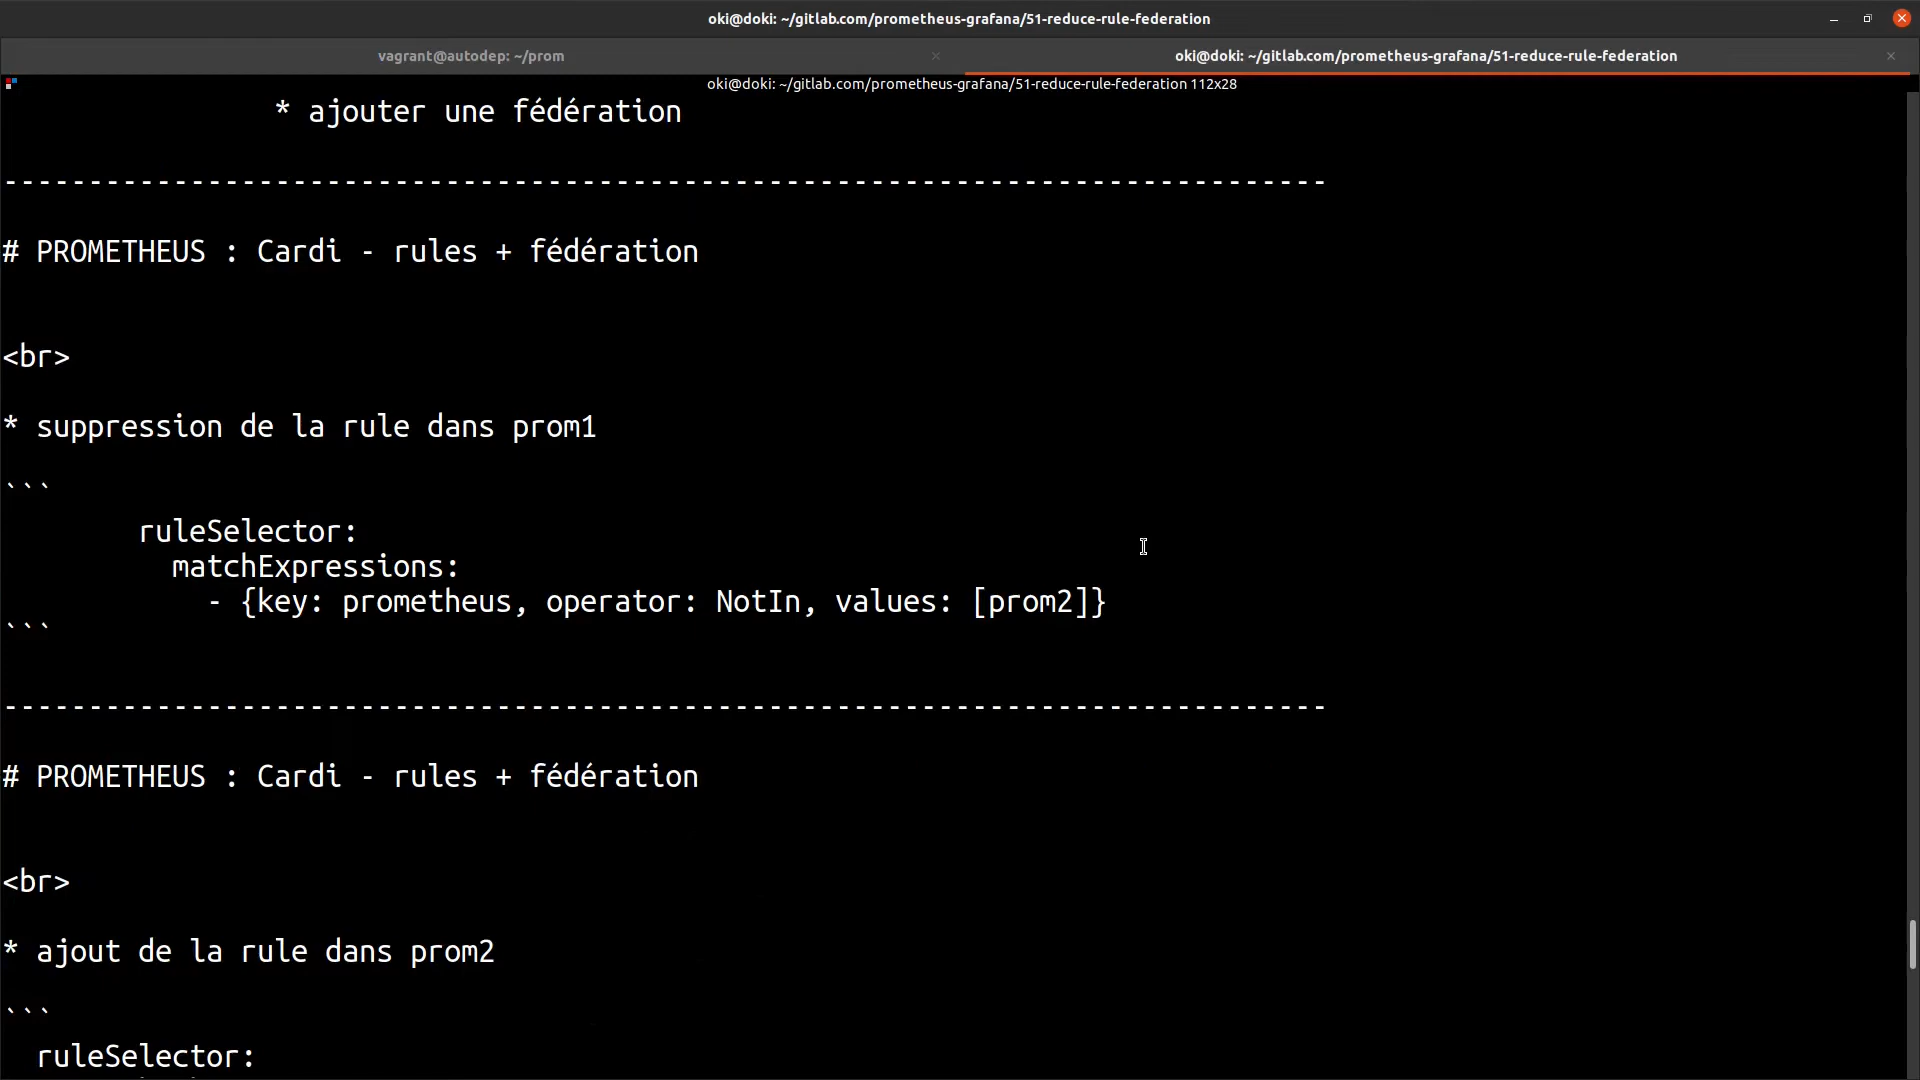 oki@doki: ~/gitlab.com/prometheus-grafana/51-reduce-rule-federation
vagrant@autodep: ~/prom
oki@doki: ~/gitlab.com/prometheus-grafana/51-reduce-rule-federation
oki@doki: ~/gitlab.com/prometheus-grafana/51-reduce-rule-federation 112x28
* ajouter une fédération
------------------------------------------------------------------------------
# PROMETHEUS : Cardi - rules + fédération
<br>
* suppression de la rule dans prom1
```
ruleSelector:
matchExpressions:
- {key: prometheus, operator: NotIn, values: [prom2]}
```
------------------------------------------------------------------------------
# PROMETHEUS : Cardi - rules + fédération
<br>
* ajout de la rule dans prom2
```
ruleSelector: